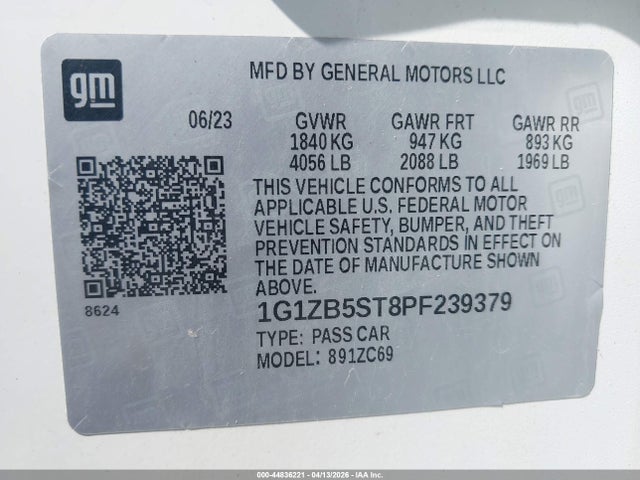 gm
MFD BY GENERAL MOTORS LLC
06/23 GVWR GAWR FRT GAWR RR
1840 KG 947 KG 893 KG
4056 LB 2088 LB 1969 LB
THIS VEHICLE CONFORMS TO ALL
APPLICABLE U.S. FEDERAL MOTOR
VEHICLE SAFETY, BUMPER, AND THEFT
PREVENTION STANDARDS IN EFFECT ON
THE DATE OF MANUFACTURE SHOWN
ABOVE.
8624
1G1ZB5ST8PF239379
TYPE: PASS CAR
MODEL: 891ZC69
000-44836221 - 04/13/2026 - IAAI.COM